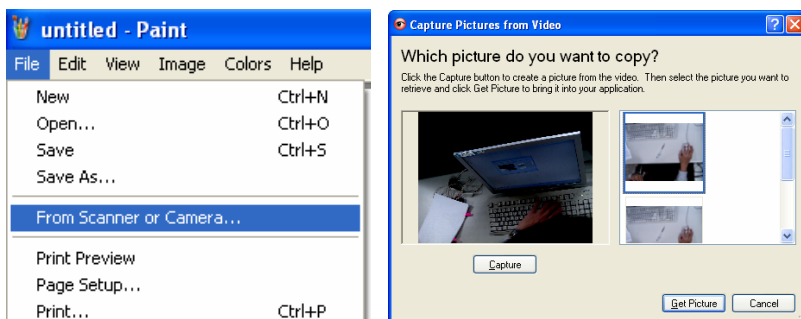 untitled - Paint
File Edit View Image Colors Help
New Ctrl+N
Open... Ctrl+O
Save Ctrl+S
Save As...
From Scanner or Camera...
Print Preview
Page Setup...
Print... Ctrl+P
Capture Pictures from Video
Which picture do you want to copy?
Click the Capture button to create a picture from the video. Then select the picture you want to
retrieve and click Get Picture to bring it into your application.
Capture
Get Picture Cancel